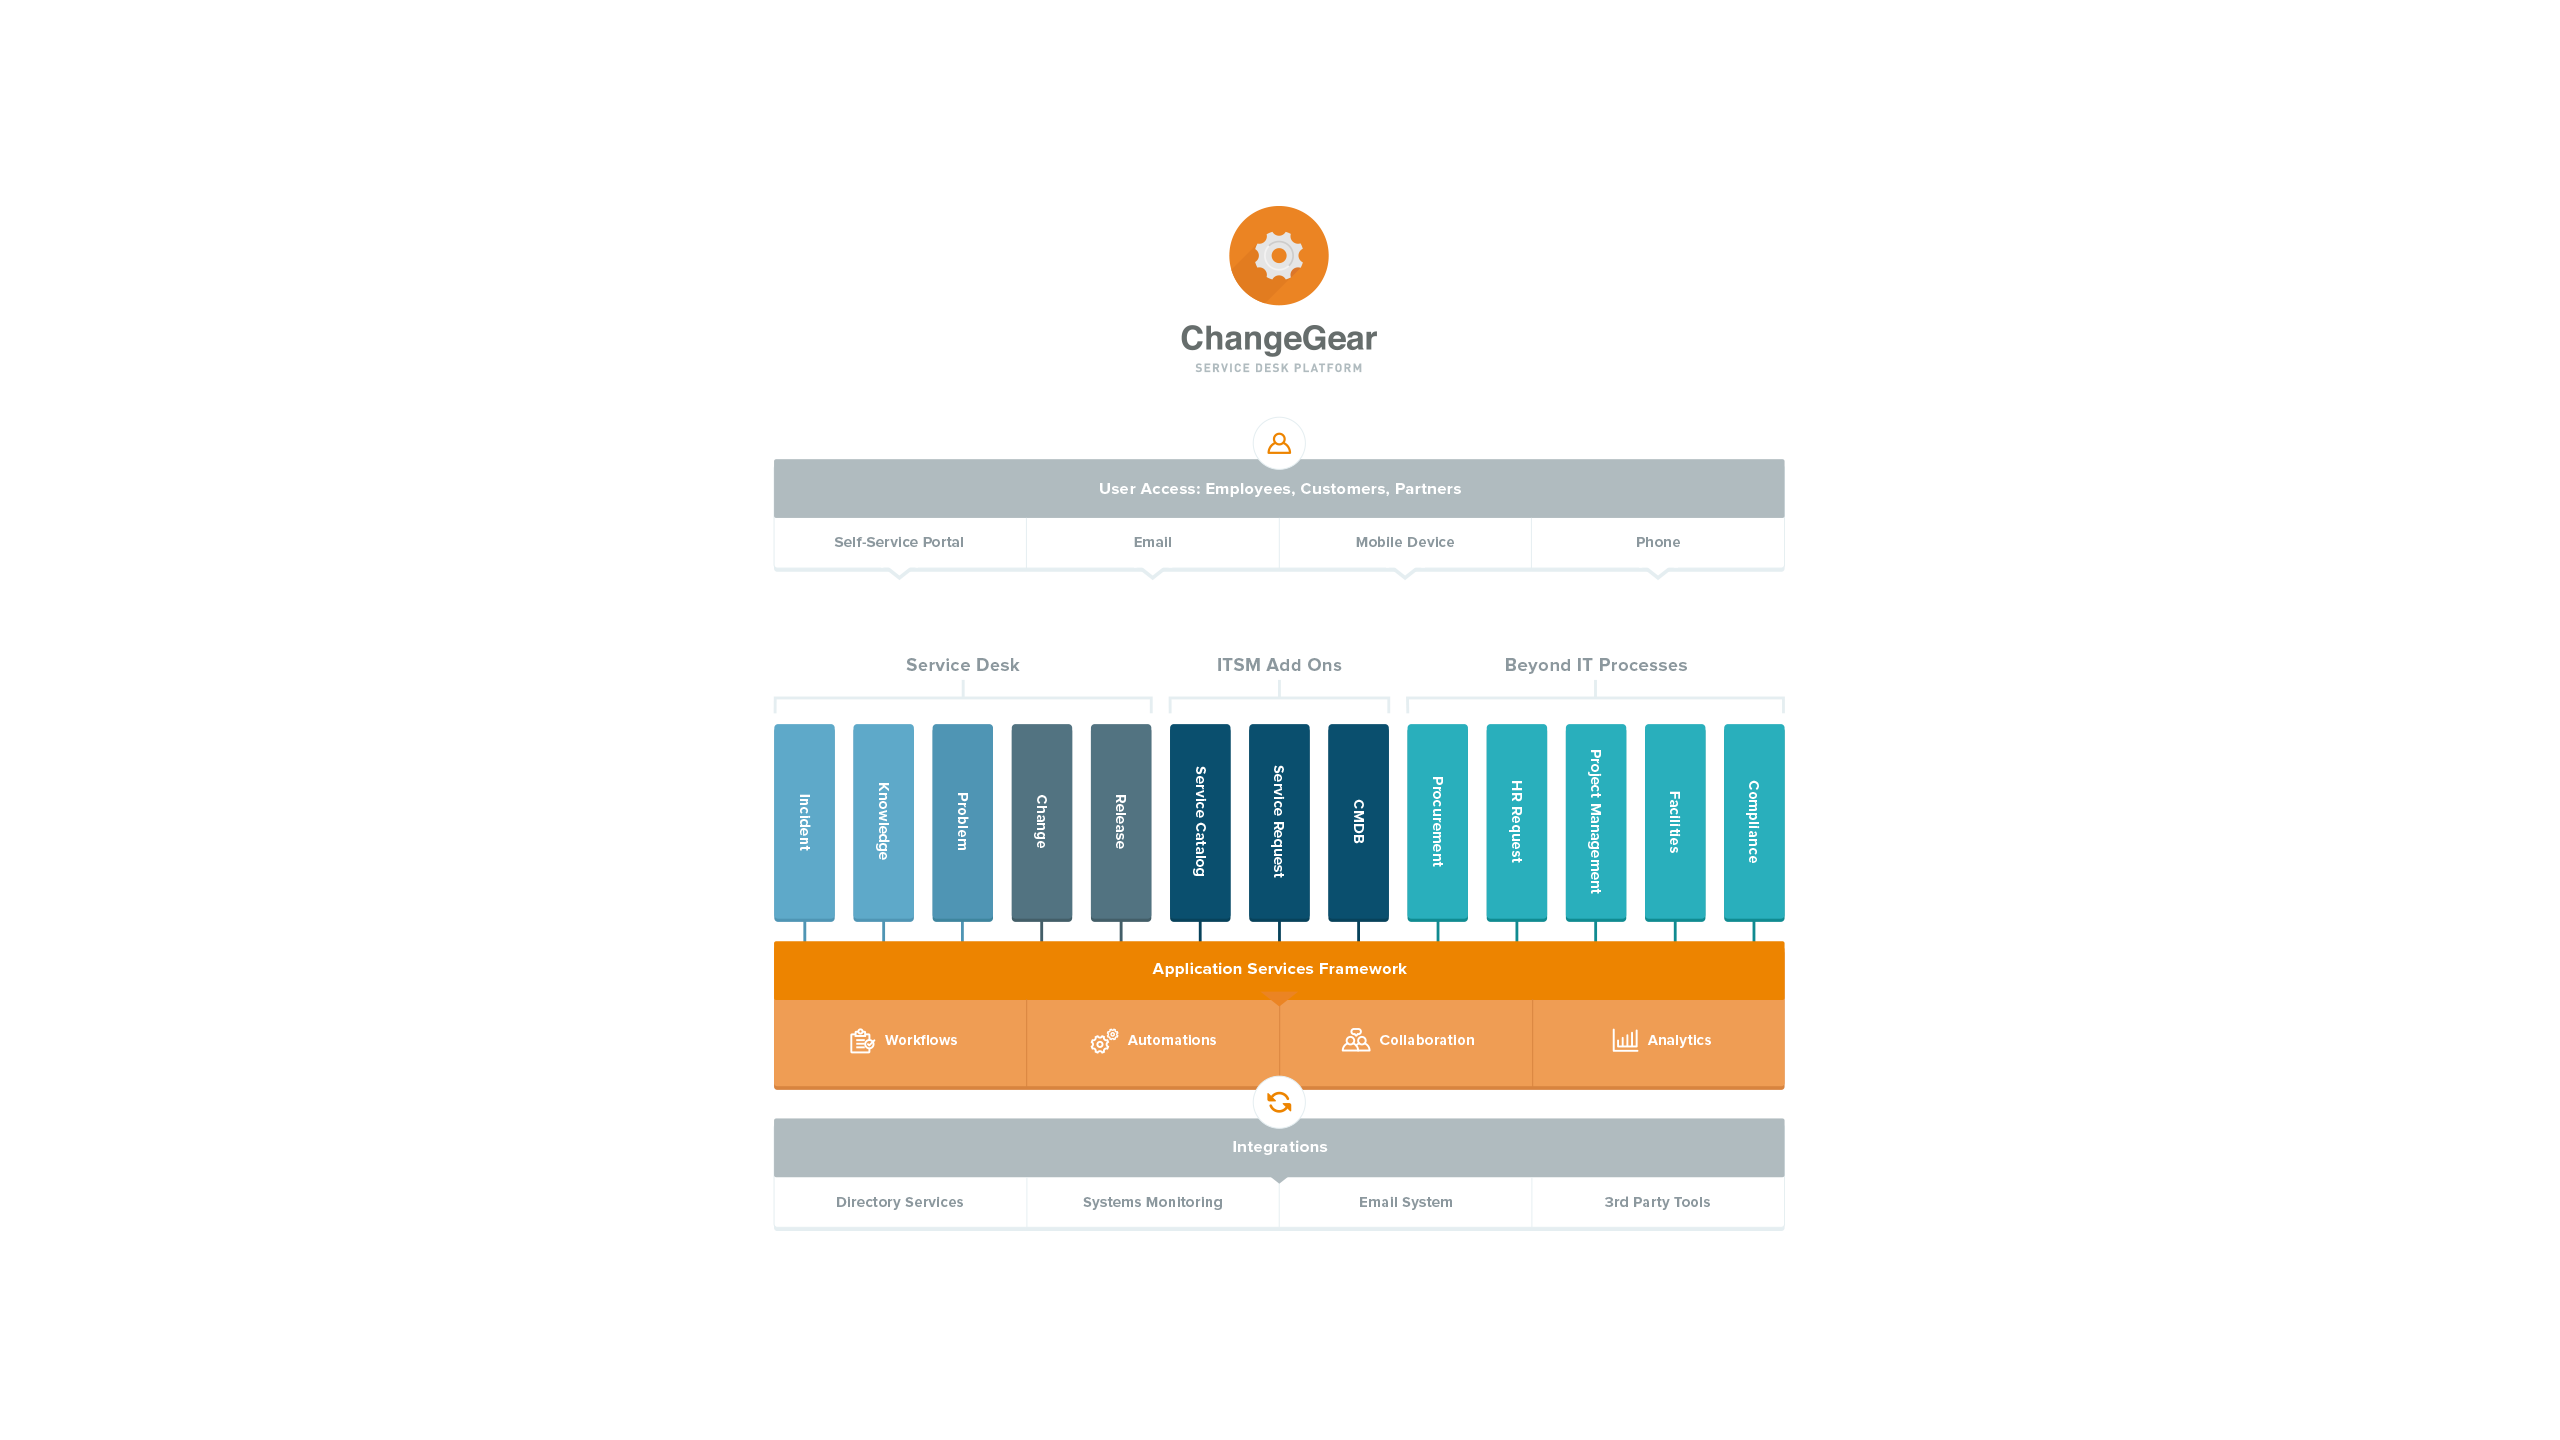 ChangeGear
SERVICE DESK PLATFORM
User Access: Employees, Customers, Partners
Self-Service Portal
Email
Mobile Device
Phone
Service Desk
ITSM Add Ons
Beyond IT Processes
Incident
Knowledge
Problem
Change
Release
Service Catalog
Service Request
CMDB
Procurement
HR Request
Project Management
Facilities
Compliance
Application Services Framework
Workflows
Automations
Collaboration
Analytics
Integrations
Directory Services
Systems Monitoring
Email System
3rd Party Tools